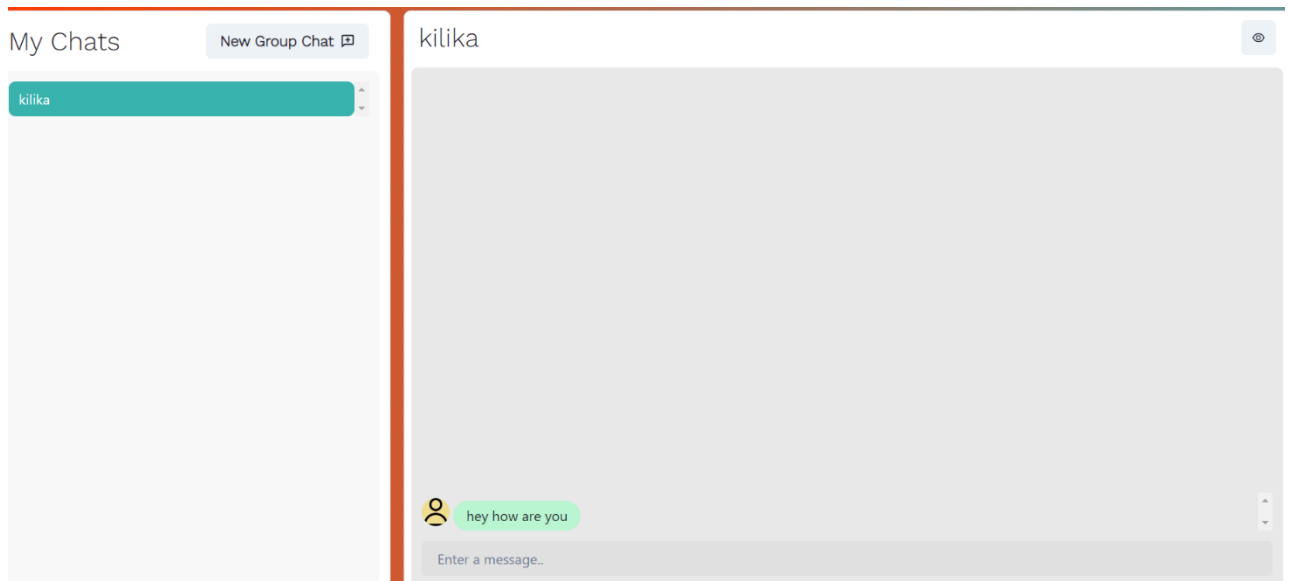 My Chats
New Group Chat
kilika
kilika
hey how are you
Enter a message..